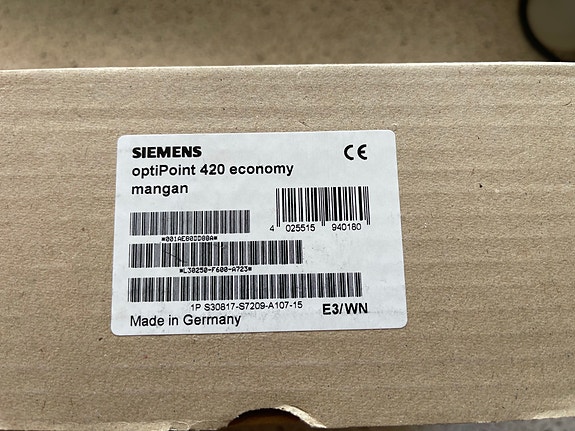 SIEMENS
CE
optiPoint 420 economy
mangan
4 025515 940180
*L30250-F600-A723*
1P S30817-S7209-A107-15
Made in Germany
E3/WN